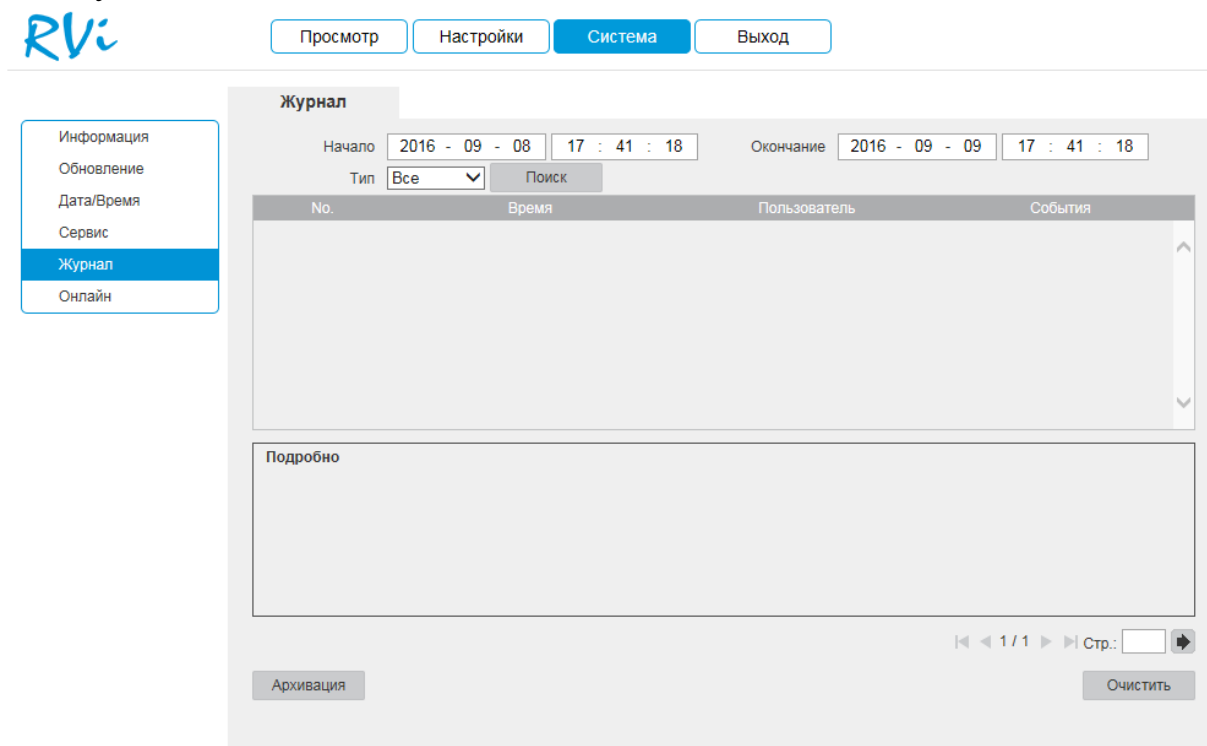 RVi Просмотр Настройки Система Выход
Журнал
Информация
Обновление
Дата/Время
Сервис
Журнал
Онлайн
Начало 2016 - 09 - 08 17 : 41 : 18 Окончание 2016 - 09 - 09 17 : 41 : 18
Тип Все Поиск
No. Время Пользователь События
Подробно
1 / 1 Стр.:
Архивация Очистить